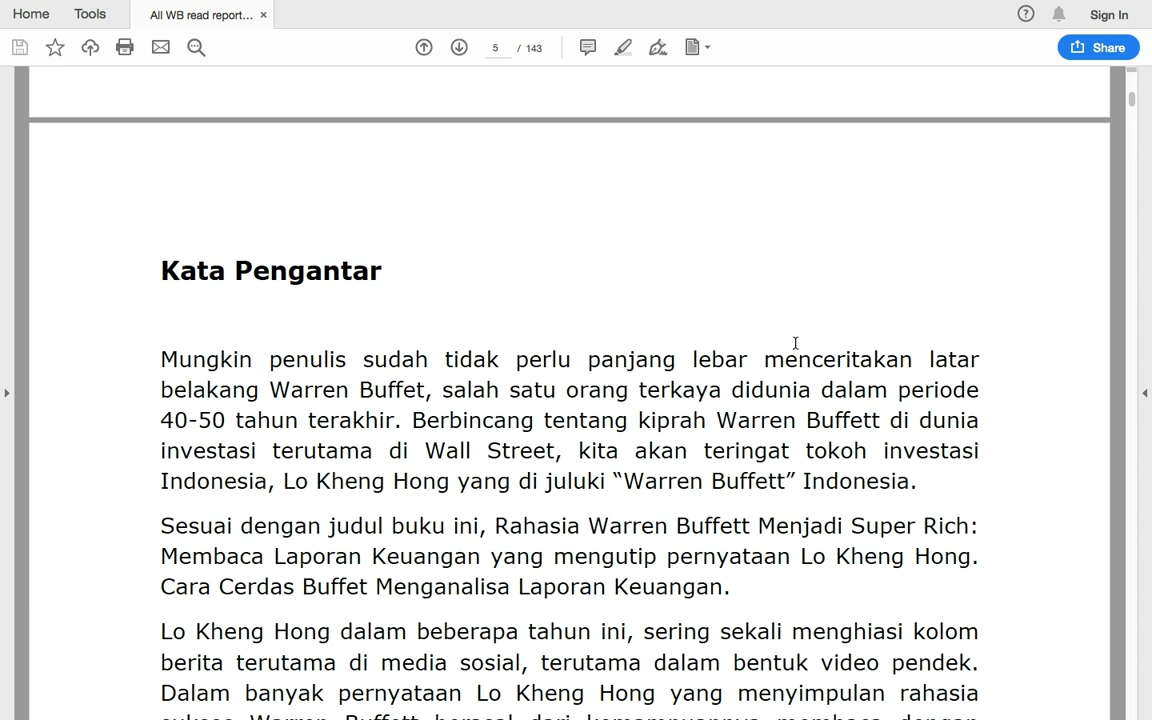 Home
Tools
All WB read report... ×
Sign In
5 / 143
Share
Kata Pengantar
Mungkin penulis sudah tidak perlu panjang lebar menceritakan latar
belakang Warren Buffet, salah satu orang terkaya didunia dalam periode
40-50 tahun terakhir. Berbincang tentang kiprah Warren Buffett di dunia
investasi terutama di Wall Street, kita akan teringat tokoh investasi
Indonesia, Lo Kheng Hong yang di juluki “Warren Buffett” Indonesia.
Sesuai dengan judul buku ini, Rahasia Warren Buffett Menjadi Super Rich:
Membaca Laporan Keuangan yang mengutip pernyataan Lo Kheng Hong.
Cara Cerdas Buffet Menganalisa Laporan Keuangan.
Lo Kheng Hong dalam beberapa tahun ini, sering sekali menghiasi kolom
berita terutama di media sosial, terutama dalam bentuk video pendek.
Dalam banyak pernyataan Lo Kheng Hong yang menyimpulan rahasia